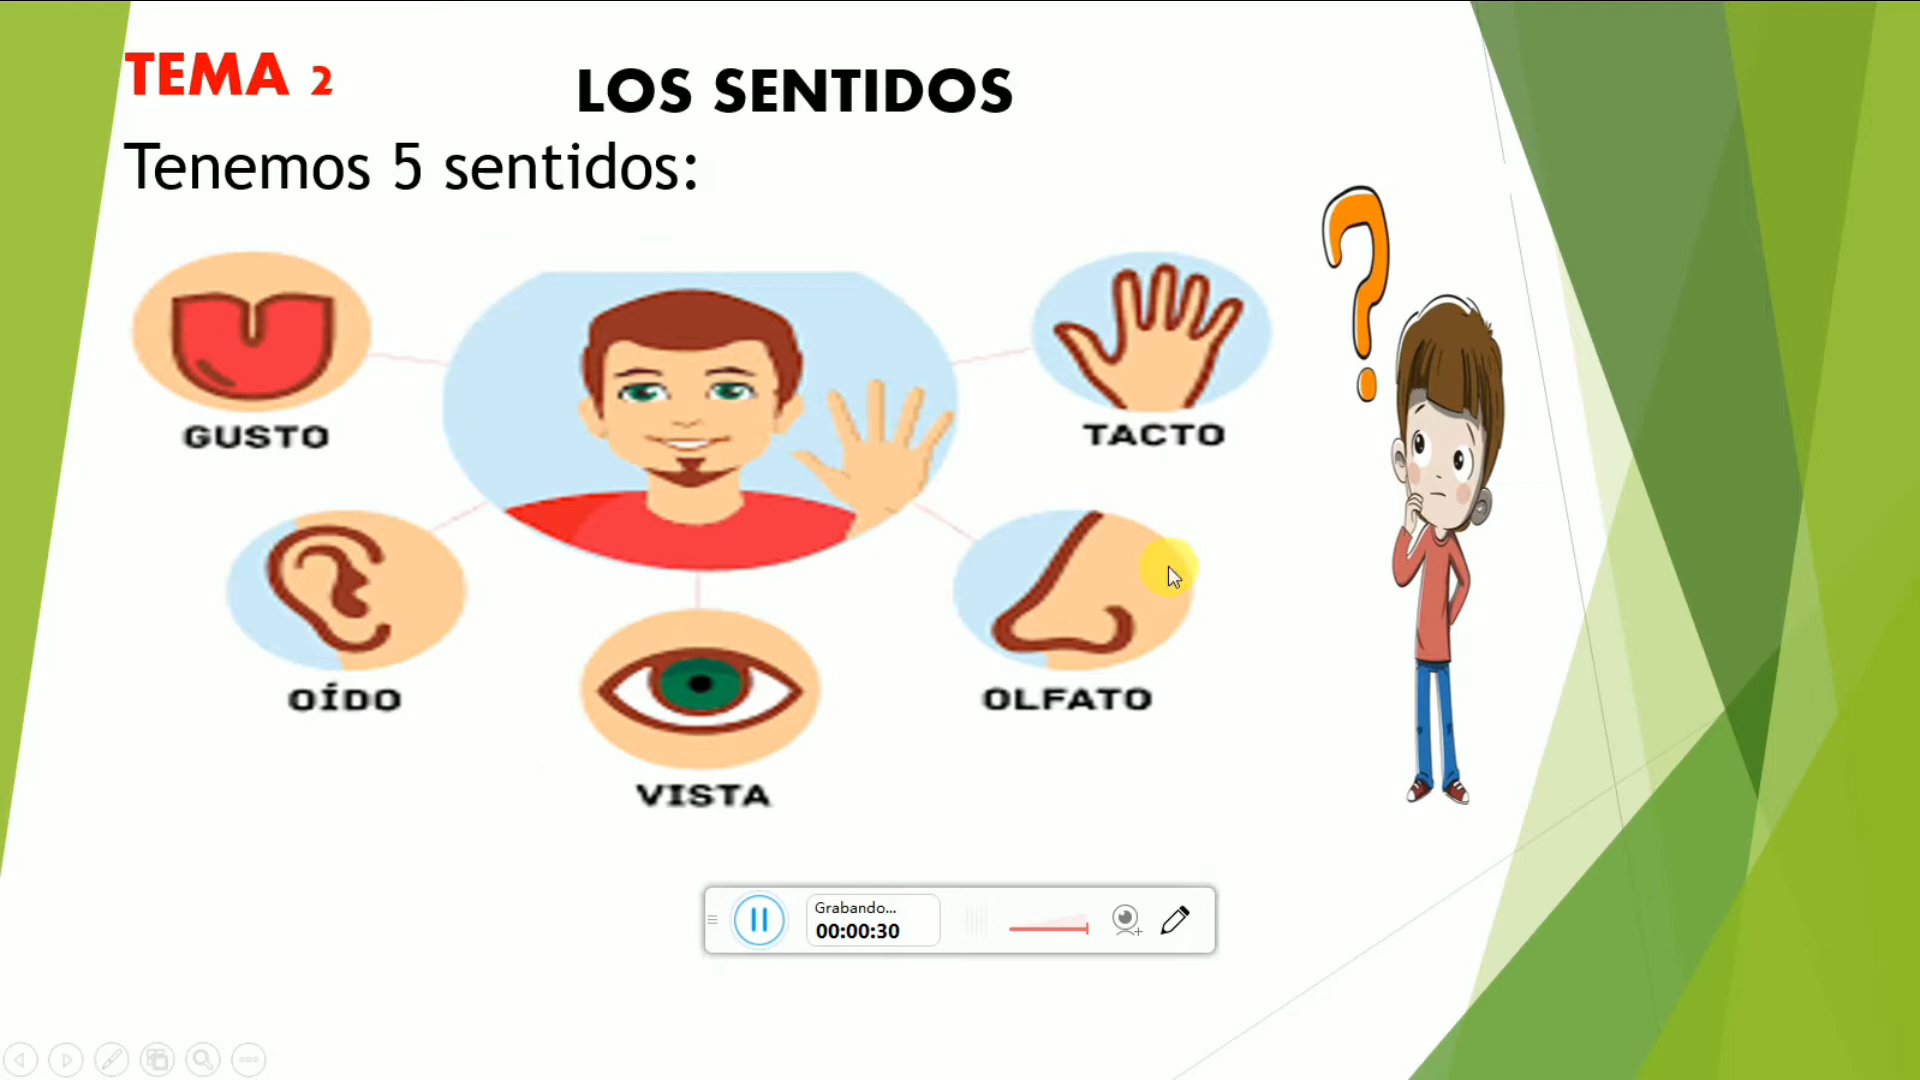 TEMA 2
LOS SENTIDOS
Tenemos 5 sentidos:
GUSTO
TACTO
OÍDO
OLFATO
VISTA
Grabando...
00:00:30